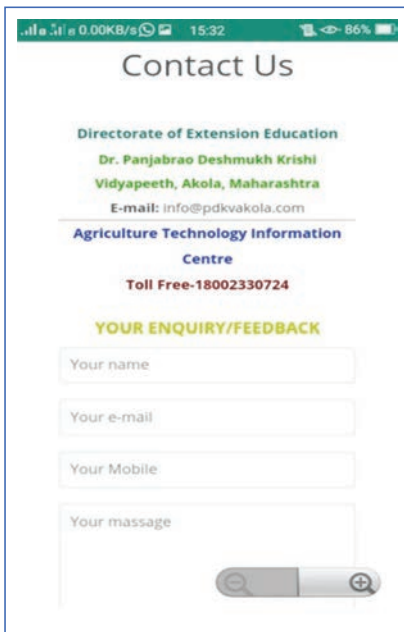 0.00KB/s 15:32 86%
Contact Us
Directorate of Extension Education
Dr. Panjabrao Deshmukh Krishi
Vidyapeeth, Akola, Maharashtra
E-mail: info@pdkvakola.com
Agriculture Technology Information
Centre
Toll Free-18002330724
YOUR ENQUIRY/FEEDBACK
Your name
Your e-mail
Your Mobile
Your massage